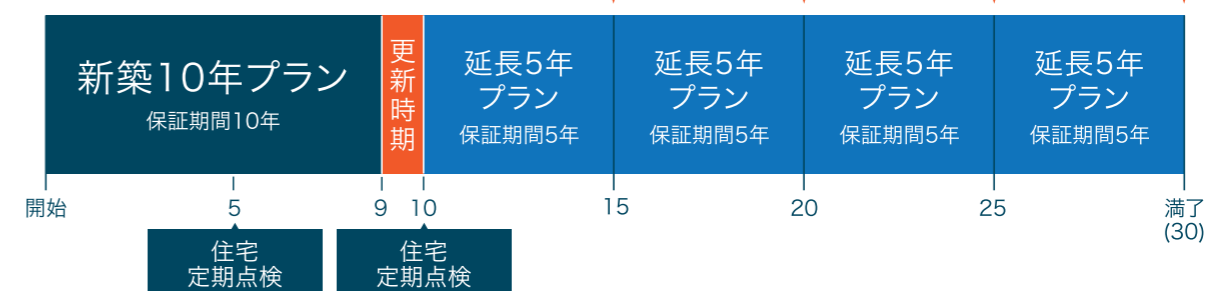 新築10年プラン
保証期間10年
更新時期
延長5年
プラン
保証期間5年
延長5年
プラン
保証期間5年
延長5年
プラン
保証期間5年
延長5年
プラン
保証期間5年
開始
5
9
10
15
20
25
満了
(30)
住宅
定期点検
住宅
定期点検